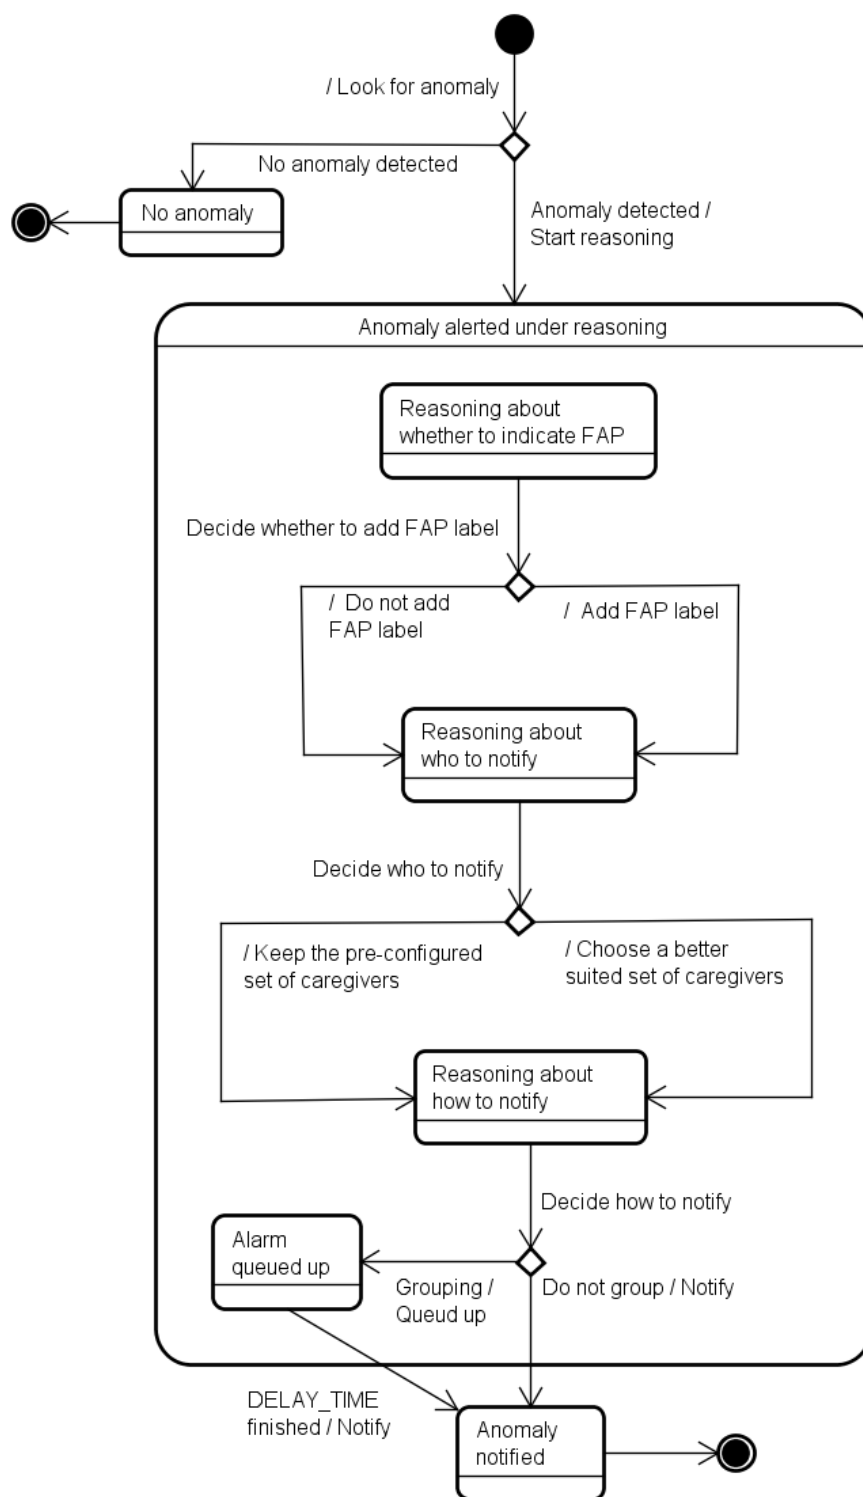 / Look for anomaly
No anomaly detected
No anomaly
Anomaly detected /
Start reasoning
Anomaly alerted under reasoning
Reasoning about
whether to indicate FAP
Decide whether to add FAP label
/  Do not add
FAP label
/  Add FAP label
Reasoning about
who to notify
Decide who to notify
/ Keep the pre-configured
set of caregivers
/ Choose a better
suited set of caregivers
Reasoning about
how to notify
Decide how to notify
Alarm
queued up
Grouping /
Queud up
Do not group / Notify
DELAY_TIME
finished / Notify
Anomaly
notified